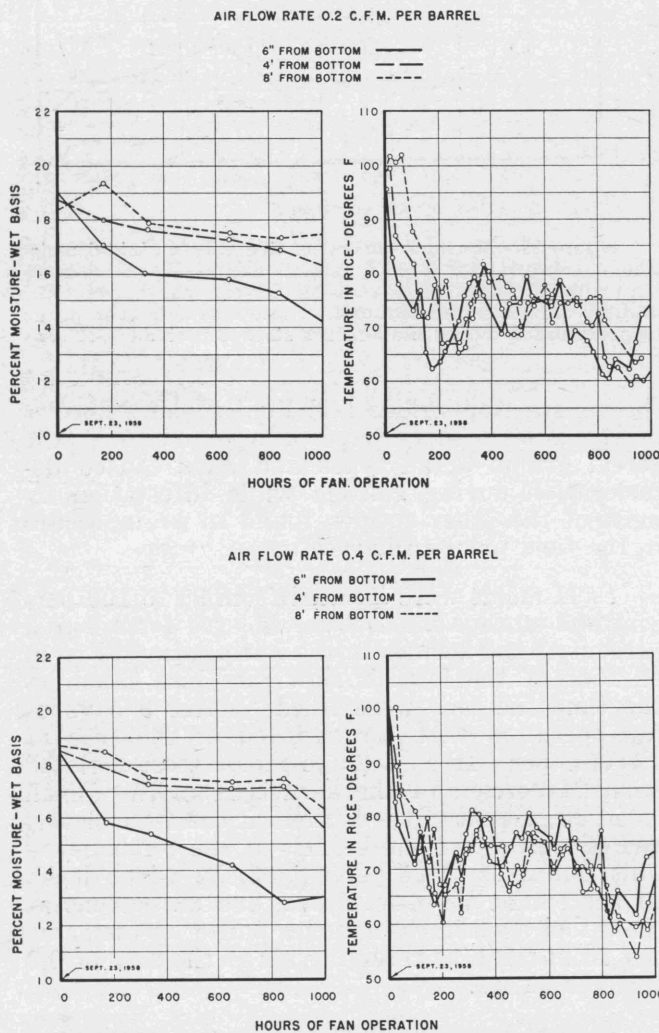 AIR FLOW RATE 0.2 C.F.M. PER BARREL
6" FROM BOTTOM
4' FROM BOTTOM
8' FROM BOTTOM
PERCENT MOISTURE-WET BASIS
22
20
18
16
14
12
10
SEPT. 23, 1958
0 200 400 600 800 1000
TEMPERATURE IN RICE-DEGREES F
110
100
90
80
70
60
50
SEPT. 23, 1958
0 200 400 600 800 1000
HOURS OF FAN. OPERATION
AIR FLOW RATE 0.4 C.F.M. PER BARREL
6" FROM BOTTOM
4' FROM BOTTOM
8' FROM BOTTOM
PERCENT MOISTURE-WET BASIS
22
20
18
16
14
12
10
SEPT. 23, 1958
0 200 400 600 800 1000
TEMPERATURE IN RICE-DEGREES F.
110
100
90
80
70
60
50
SEPT. 23, 1958
0 200 400 600 800 1000
HOURS OF FAN OPERATION